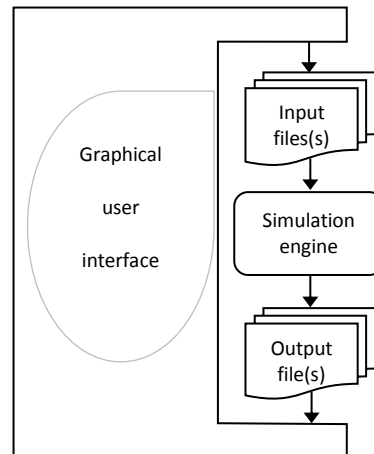 Graphical
user
interface
Input
files(s)
Simulation
engine
Output
file(s)